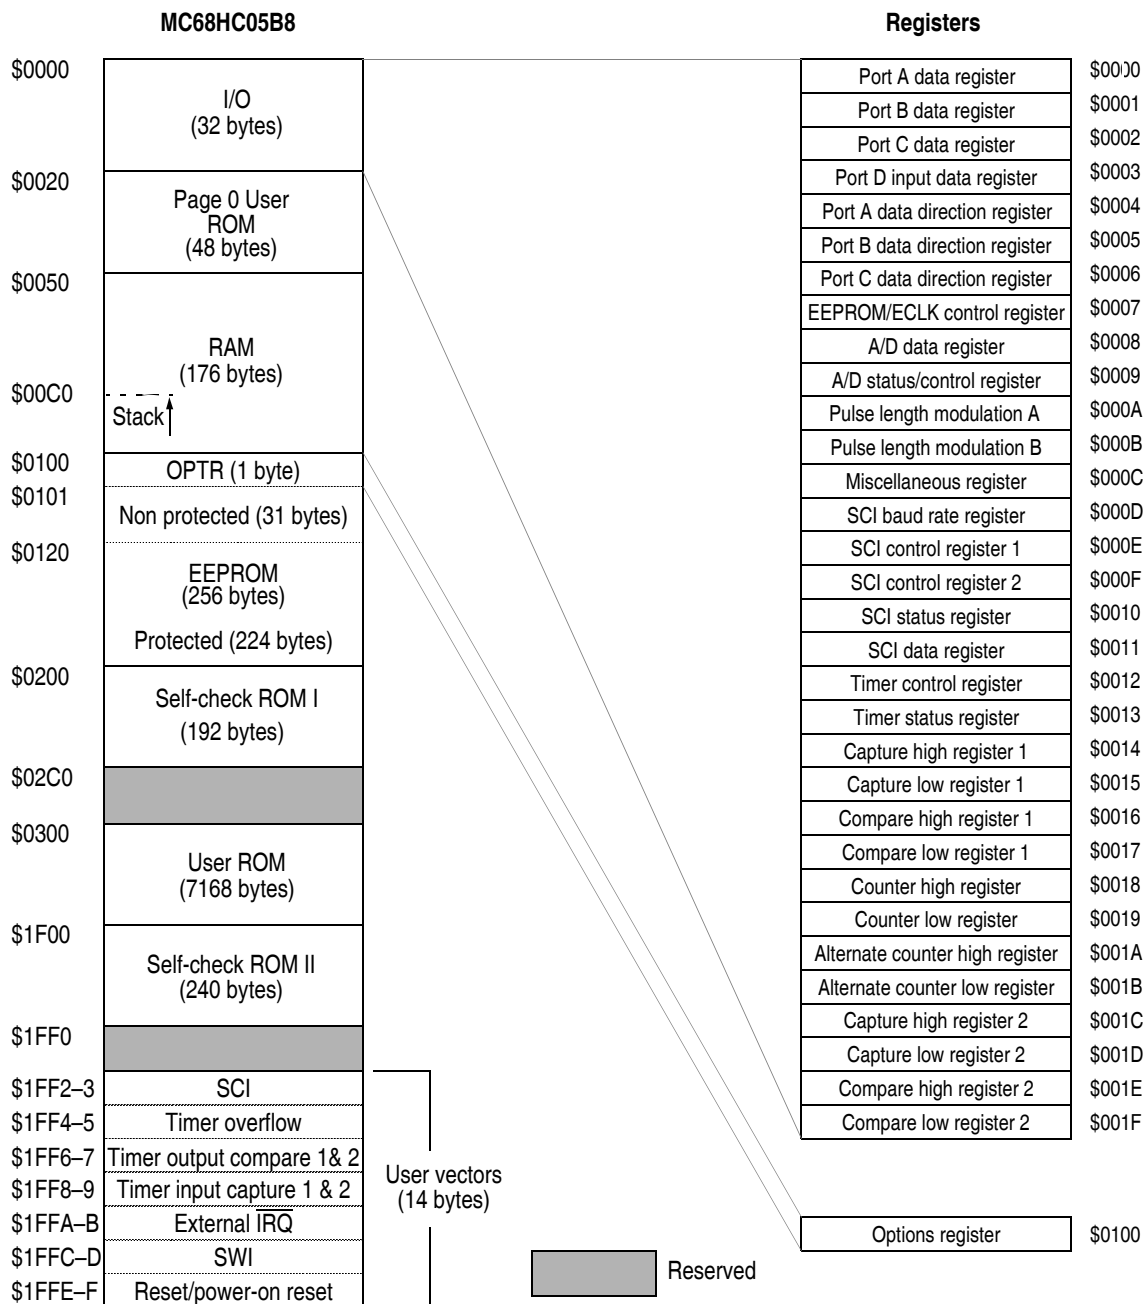 MC68HC05B8
$0000
I/O
(32 bytes)
$0020
Page 0 User
ROM
(48 bytes)
$0050
RAM
(176 bytes)
$00C0
Stack
$0100
OPTR (1 byte)
$0101
Non protected (31 bytes)
$0120
EEPROM
(256 bytes)
Protected (224 bytes)
$0200
Self-check ROM I
(192 bytes)
$02C0
$0300
User ROM
(7168 bytes)
$1F00
Self-check ROM II
(240 bytes)
$1FF0
$1FF2–3 SCI
$1FF4–5 Timer overflow
$1FF6–7 Timer output compare 1& 2
$1FF8–9 Timer input capture 1 & 2
$1FFA–B External IRQ
$1FFC–D SWI
$1FFE–F Reset/power-on reset
User vectors
(14 bytes)
Reserved
Registers
Port A data register $0000
Port B data register $0001
Port C data register $0002
Port D input data register $0003
Port A data direction register $0004
Port B data direction register $0005
Port C data direction register $0006
EEPROM/ECLK control register $0007
A/D data register $0008
A/D status/control register $0009
Pulse length modulation A $000A
Pulse length modulation B $000B
Miscellaneous register $000C
SCI baud rate register $000D
SCI control register 1 $000E
SCI control register 2 $000F
SCI status register $0010
SCI data register $0011
Timer control register $0012
Timer status register $0013
Capture high register 1 $0014
Capture low register 1 $0015
Compare high register 1 $0016
Compare low register 1 $0017
Counter high register $0018
Counter low register $0019
Alternate counter high register $001A
Alternate counter low register $001B
Capture high register 2 $001C
Capture low register 2 $001D
Compare high register 2 $001E
Compare low register 2 $001F
Options register $0100